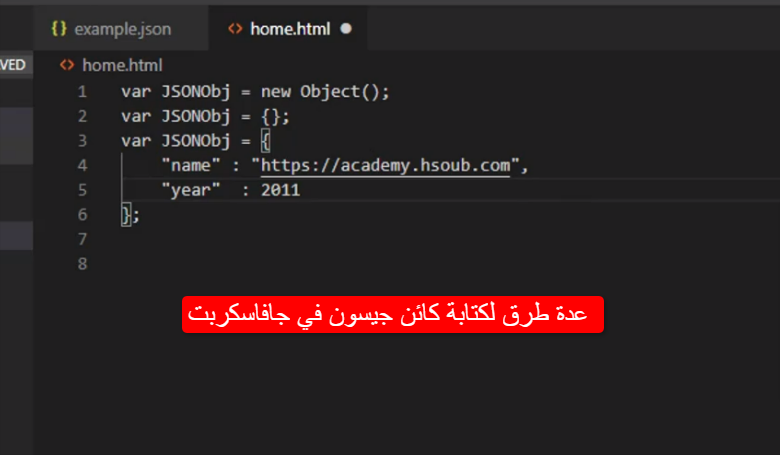 {} example.json <> home.html ●
VED <> home.html
1 var JSONObj = new Object();
2 var JSONObj = {};
3 var JSONObj = {
4 "name" : "https://academy.hsoub.com",
5 "year"  : 2011
6 };
7
8
عدة طرق لكتابة كائن جيسون في جافاسكربت